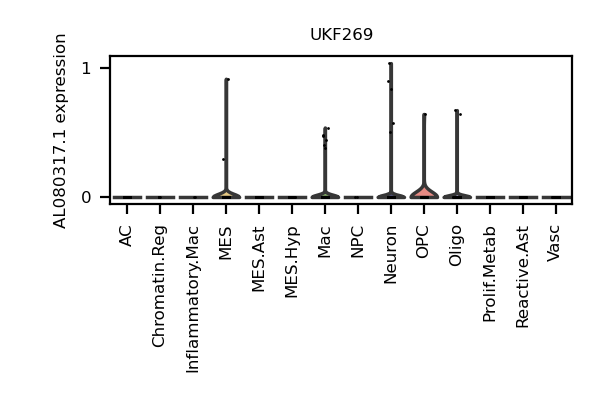 UKF269
AL080317.1 expression
1
0
AC
Chromatin.Reg
Inflammatory.Mac
MES
MES.Ast
MES.Hyp
Mac
NPC
Neuron
OPC
Oligo
Prolif.Metab
Reactive.Ast
Vasc